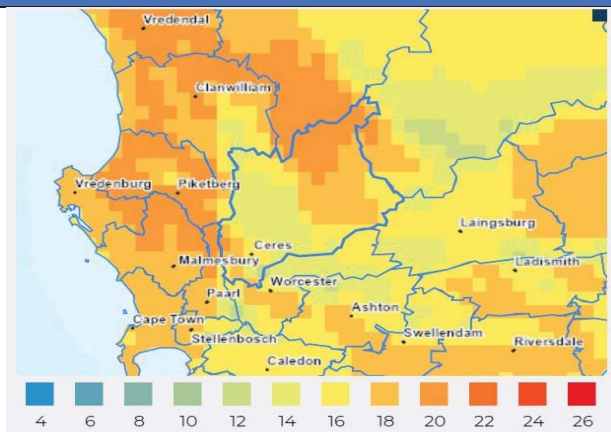 Vredendal
Clanwilliam
Vredenburg
Piketberg
Laingsburg
Ceres
Malmesbury
Ladismith
Worcester
Paarl
Ashton
Cape Town
Stellenbosch
Swellendam
Riversdale
Caledon
4 6 8 10 12 14 16 18 20 22 24 26